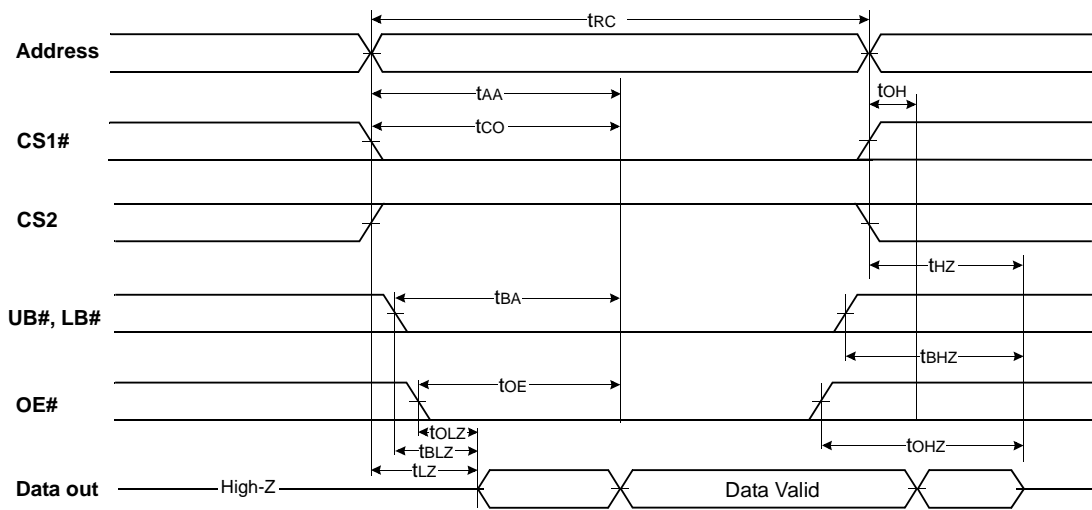 tRC
Address
tAA
tOH
tCO
CS1#
CS2
tHZ
tBA
UB#, LB#
tBHZ
tOE
OE#
tOLZ
tOHZ
tBLZ
tLZ
Data out
High-Z
Data Valid